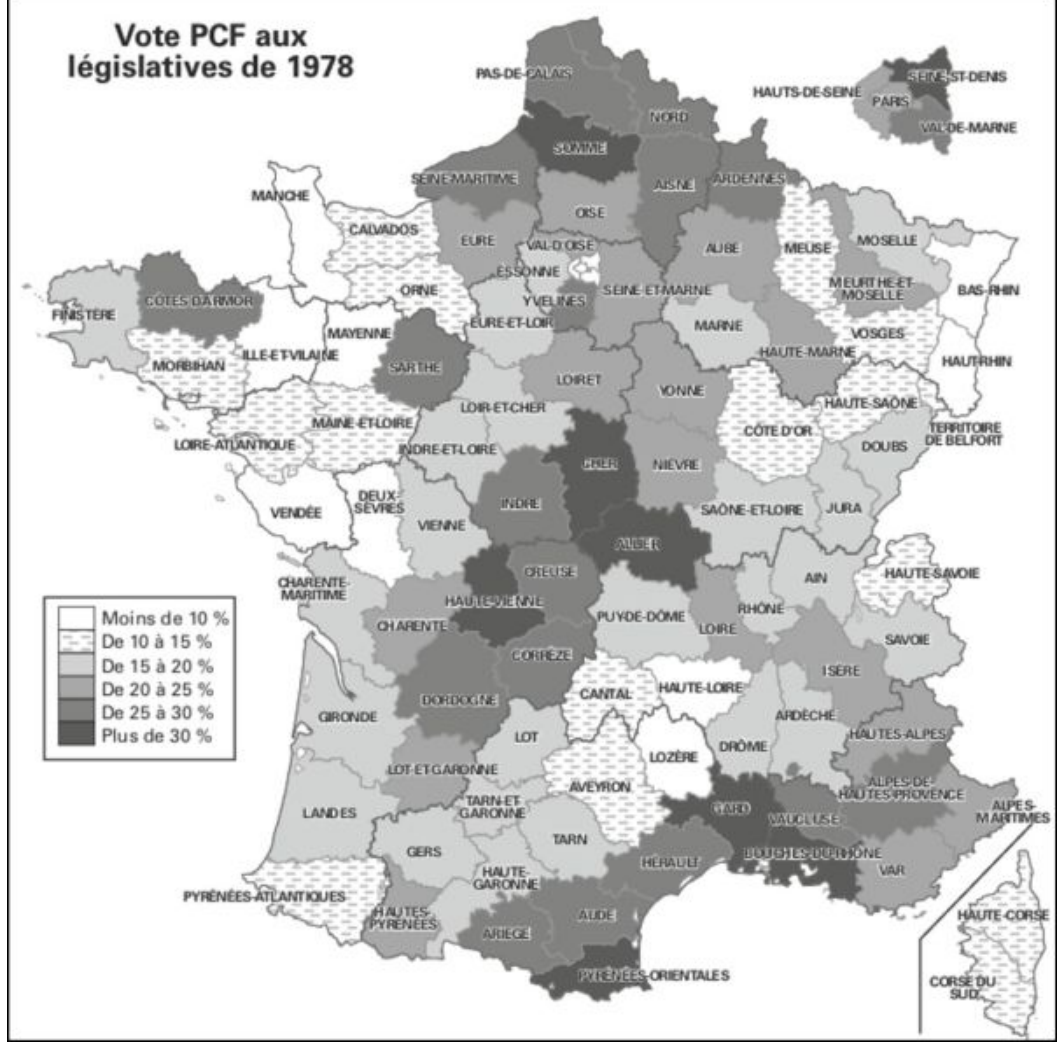 Vote PCF aux
législatives de 1978
PAS-DE-CALAIS
NORD
SOMME
SEINE-MARITIME
AISNE
ARDENNES
OISE
MANCHE
CALVADOS
EURE
VAL-D'OISE
ESSONNE
YVELINES
SEINE-ET-MARNE
AUBE
MEUSE
MOSELLE
MEURTHE-ET-
MOSELLE
BAS-RHIN
HAUT-RHIN
VOSGES
MARNE
HAUTE-MARNE
ORNE
EURE-ET-LOIR
FINISTÈRE
CÔTES D'ARMOR
MORBIHAN
ILLE-ET-VILAINE
MAYENNE
SARTHE
LOIRET
YONNE
CÔTE D'OR
HAUTE-SAÔNE
TERRITOIRE
DE BELFORT
DOUBS
LOIR-ET-CHER
MAINE-ET-LOIRE
LOIRE-ATLANTIQUE
INDRE-ET-LOIRE
CHER
NIÈVRE
VENDÉE
DEUX-
SÈVRES
VIENNE
INDRE
SAÔNE-ET-LOIRE
JURA
ALLIER
CREUSE
HAUTE-VIENNE
CHARENTE-
MARITIME
CHARENTE
PUY-DE-DÔME
LOIRE
RHÔNE
AIN
HAUTE-SAVOIE
SAVOIE
ISÈRE
CORRÈZE
DORDOGNE
GIRONDE
CANTAL
HAUTE-LOIRE
ARDÈCHE
DRÔME
HAUTES-ALPES
LOT
LOT-ET-GARONNE
AVEYRON
LOZÈRE
LANDES
TARN-ET-
GARONNE
TARN
GERS
HAUTE-
GARONNE
GARD
VAUCLUSE
ALPES-DE-
HAUTES-PROVENCE
ALPES-
MARITIMES
BOUCHES-DU-RHÔNE
VAR
HÉRAULT
AUDE
ARIEGE
PYRÉNÉES-ATLANTIQUES
HAUTES-
PYRÉNÉES
PYRÉNÉES-ORIENTALES
HAUTE-CORSE
CORSE DU
SUD
HAUTS-DE-SEINE
SEINE-ST-DENIS
PARIS
VAL-DE-MARNE
Moins de 10 %
De 10 à 15 %
De 15 à 20 %
De 20 à 25 %
De 25 à 30 %
Plus de 30 %